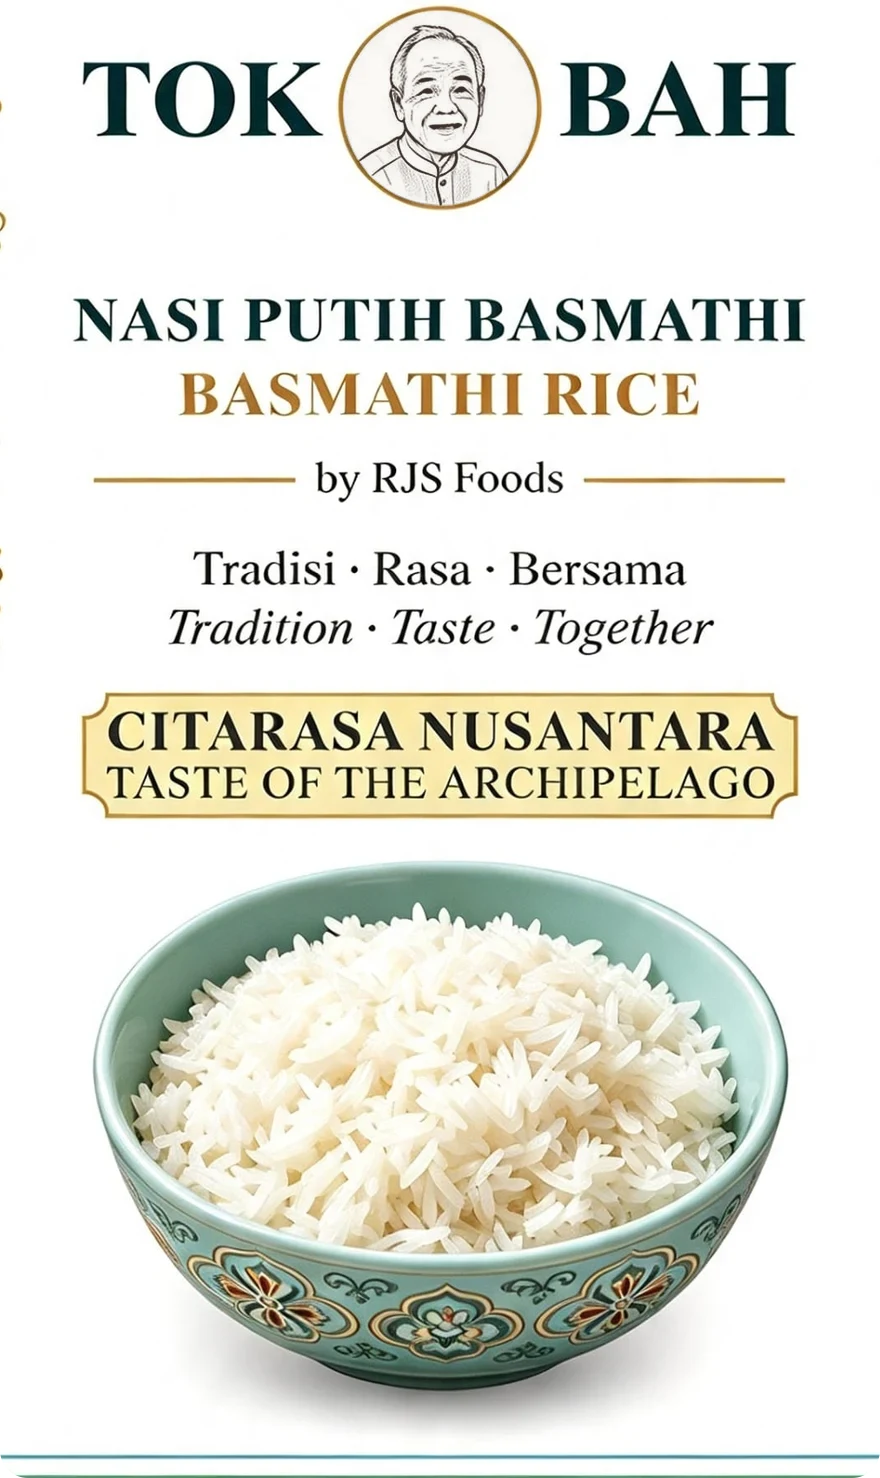 TOK BAH
NASI PUTIH BASMATHI
BASMATHI RICE
by RJS Foods
Tradisi · Rasa · Bersama
Tradition · Taste · Together
CITARASA NUSANTARA
TASTE OF THE ARCHIPELAGO